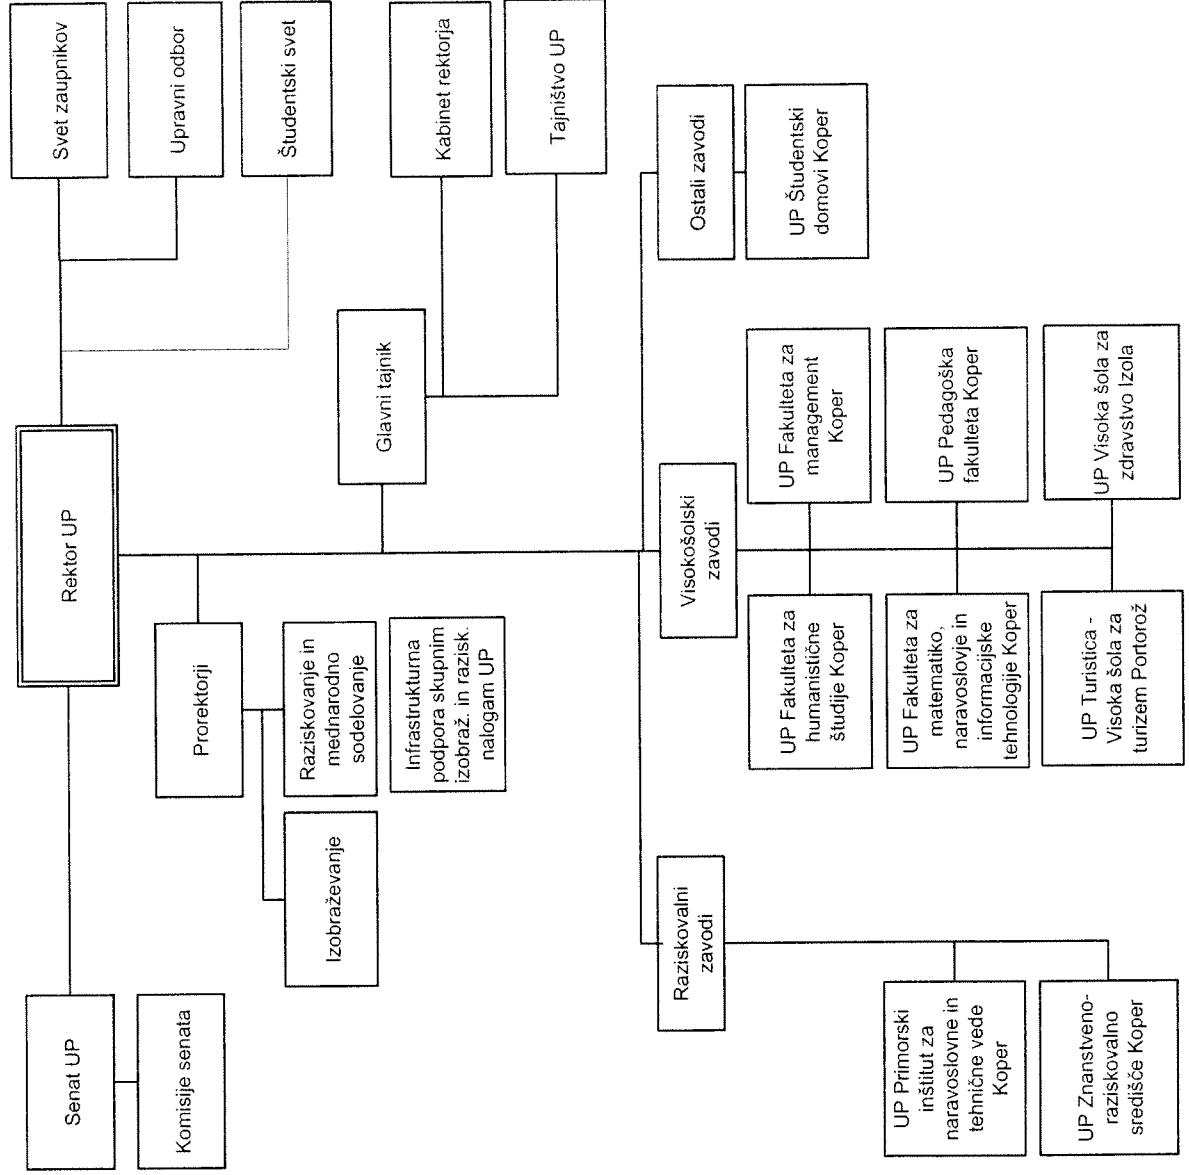 Senat UP
Komisije senata
Rektor UP
Svet zaupnikov
Upravni odbor
Študentski svet
Prorektorji
Izobraževanje
Raziskovanje in
mednarodno
sodelovanje
Infrastrukturna
podpora skupnim
izobraž. in razisk.
nalogam UP
Glavni tajnik
Kabinet rektorja
Tajništvo UP
Raziskovalni
zavodi
UP Primorski
inštitut za
naravoslovne in
tehnične vede
Koper
UP Znanstveno-
raziskovalno
središče Koper
Visokošolski
zavodi
UP Fakulteta za
humanistične
študije Koper
UP Fakulteta za
management
Koper
UP Fakulteta za
matematiko,
naravoslovje in
informacijske
tehnologije Koper
UP Pedagoška
fakulteta Koper
UP Turistica -
Visoka šola za
turizem Portorož
UP Visoka šola za
zdravstvo Izola
Ostali zavodi
UP Študentski
domovi Koper